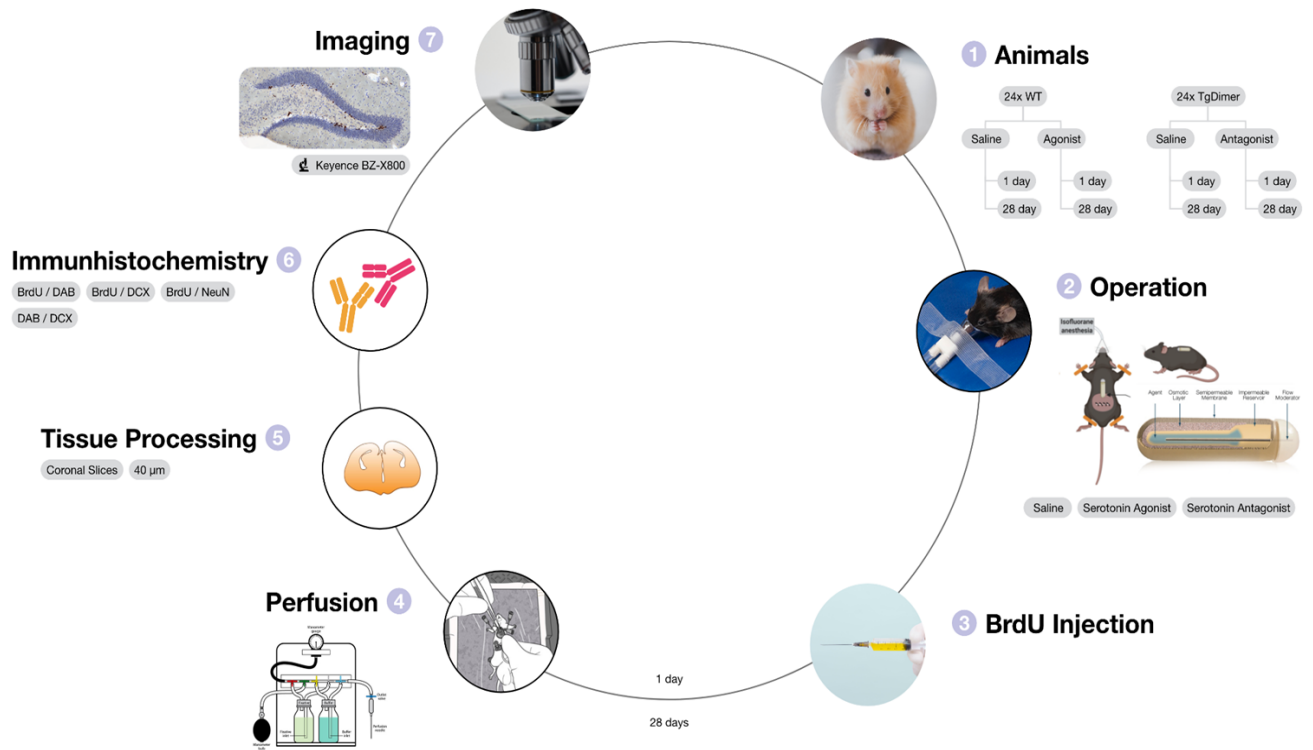 Imaging 7
Keyence BZ-X800
1 Animals
24x WT
24x TgDimer
Saline
Agonist
Saline
Antagonist
1 day
1 day
1 day
1 day
28 day
28 day
28 day
28 day
Immunhistochemistry 6
BrdU / DAB
BrdU / DCX
BrdU / NeuN
DAB / DCX
2 Operation
Isofluorane
anesthesia
Agent
Osmotic
Layer
Semipermeable
Membrane
Impermeable
Reservoir
Flow
Moderator
Saline
Serotonin Agonist
Serotonin Antagonist
Tissue Processing 5
Coronal Slices
40 µm
Perfusion 4
3 BrdU Injection
1 day
28 days